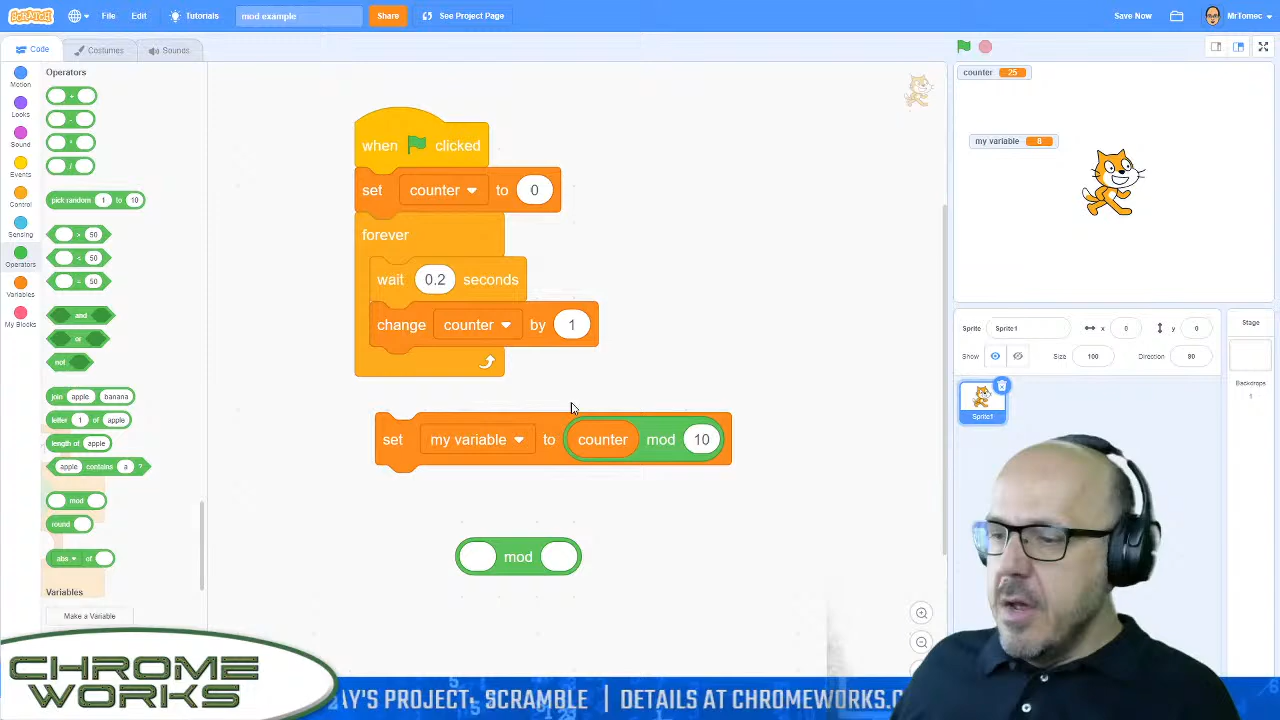 SCRATCH File Edit Tutorials mod example Share See Project Page Save Now MrTomec
Code Costumes Sounds
Motion
Looks
Sound
Events
Control
Sensing
Operators
Variables
My Blocks
Operators
+
-
*
/
pick random 1 to 10
> 50
< 50
= 50
and
or
not
join apple banana
letter 1 of apple
length of apple
apple contains a ?
mod
round
abs of
Variables
Make a Variable
when clicked
set counter to 0
forever
wait 0.2 seconds
change counter by 1
set my variable to counter mod 10
mod
counter 25
my variable 8
Sprite Sprite1 x 0 y 0
Show Size 100 Direction 90
Sprite1
Stage
Backdrops
1
CHROME
WORKS
AY'S PROJECT: SCRAMBLE | DETAILS AT CHROMEWORKS.C